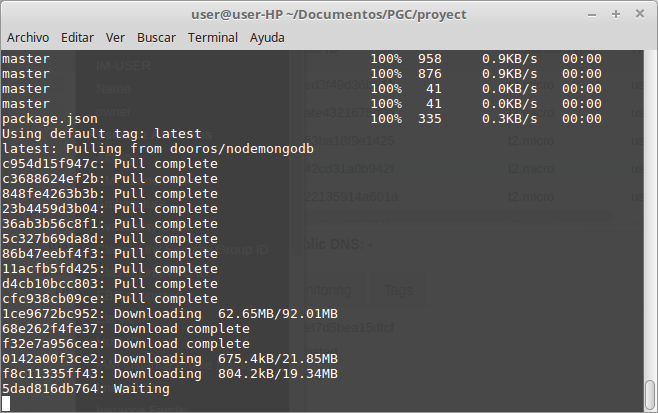 user@user-HP ~/Documentos/PGC/proyect
Archivo Editar Ver Buscar Terminal Ayuda
master 100% 958 0.9KB/s 00:00
master 100% 876 0.9KB/s 00:00
master 100% 41 0.0KB/s 00:00
master 100% 41 0.0KB/s 00:00
package.json 100% 335 0.3KB/s 00:00
Using default tag: latest
latest: Pulling from dooros/nodemongodb
c954d15f947c: Pull complete
c3688624ef2b: Pull complete
848fe4263b3b: Pull complete
23b4459d3b04: Pull complete
36ab3b56c8f1: Pull complete
5c327b69da8d: Pull complete
86b47eebf4f3: Pull complete
11acfb5fd425: Pull complete
d4cb10bcc803: Pull complete
cfc938cb09ce: Pull complete
1ce9672bc952: Downloading 62.65MB/92.01MB
68e262f4fe37: Download complete
f32e7a956cea: Download complete
0142a00f3ce2: Downloading 675.4kB/21.85MB
f8c11335ff43: Downloading 804.2kB/19.34MB
5dad816db764: Waiting